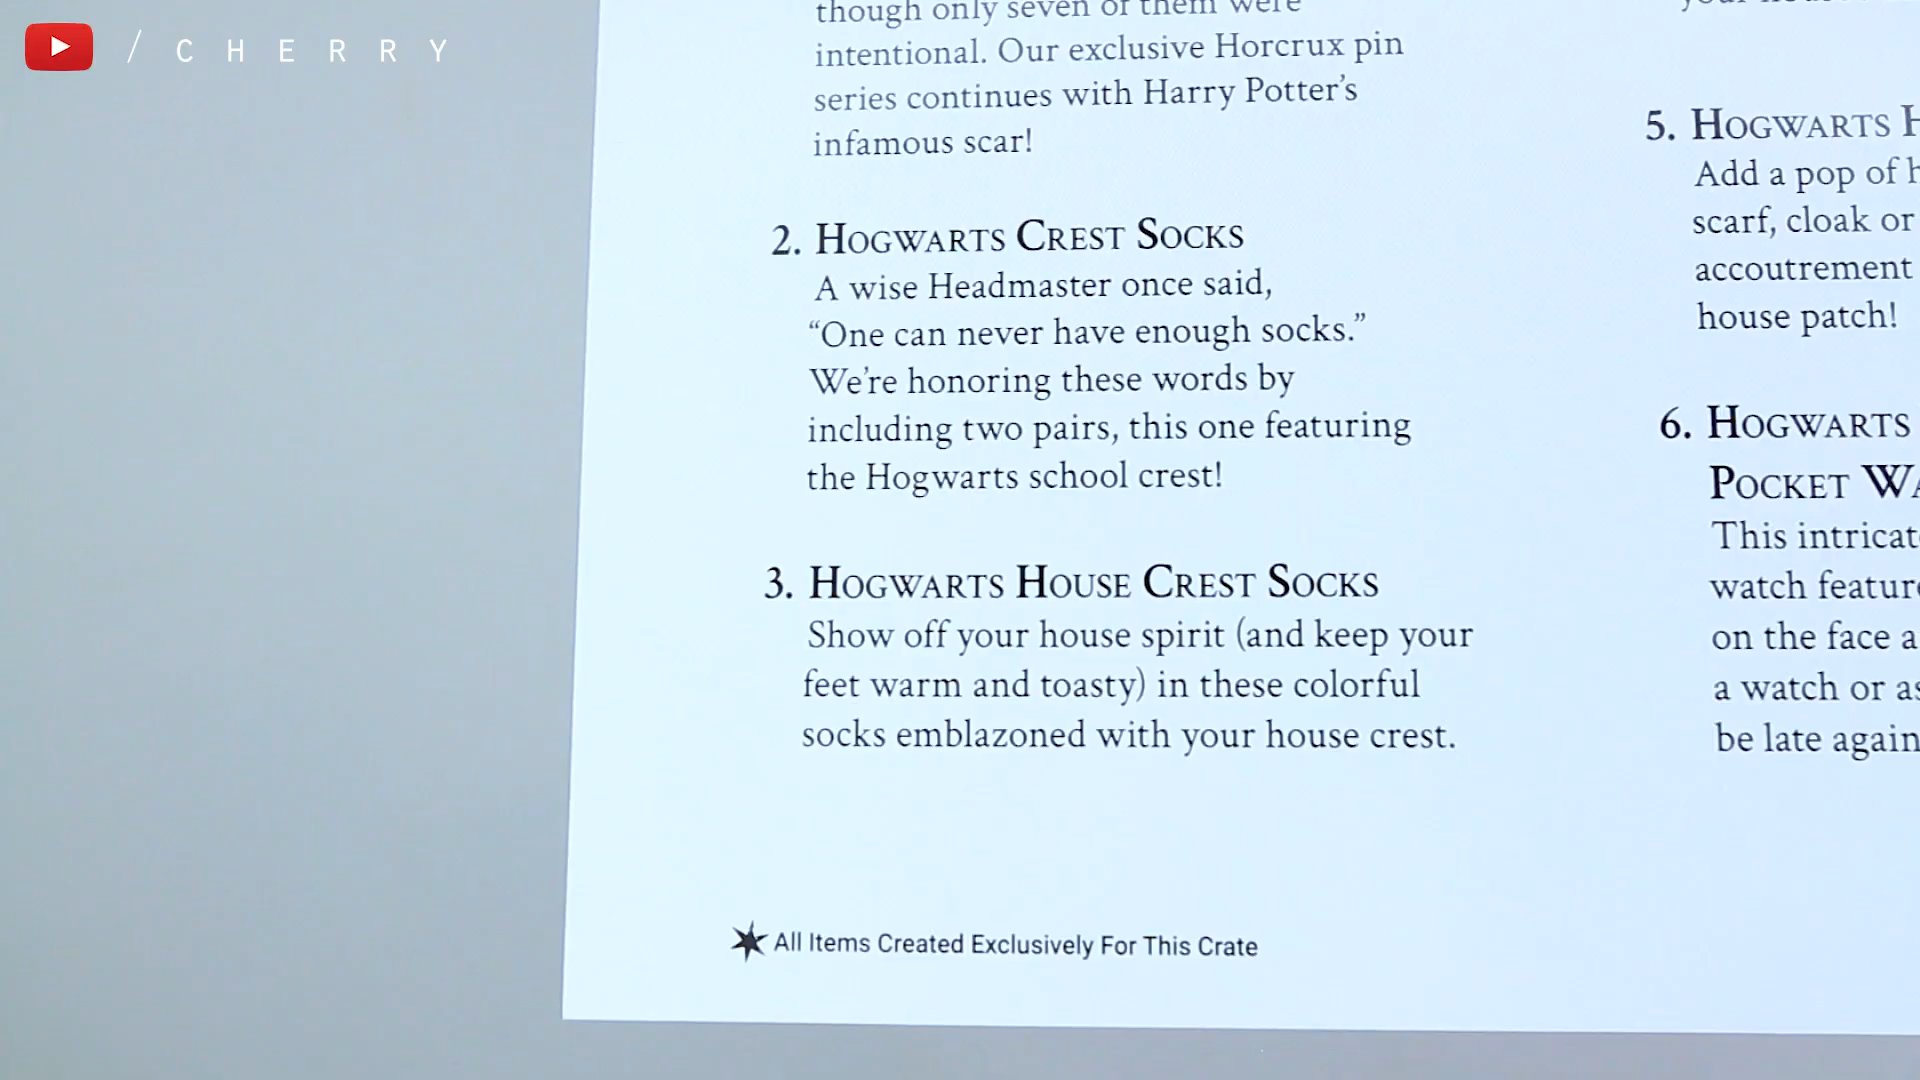 / CHERRY
though only seven of them were
intentional. Our exclusive Horcrux pin
series continues with Harry Potter's
infamous scar!
2. HOGWARTS CREST SOCKS
A wise Headmaster once said,
“One can never have enough socks.”
We're honoring these words by
including two pairs, this one featuring
the Hogwarts school crest!
3. HOGWARTS HOUSE CREST SOCKS
Show off your house spirit (and keep your
feet warm and toasty) in these colorful
socks emblazoned with your house crest.
All Items Created Exclusively For This Crate
5. HOGWARTS
Add a pop of
scarf, cloak or
accoutrement
house patch!
6. HOGWARTS
POCKET
This
watch
on the face
a watch or
be late again